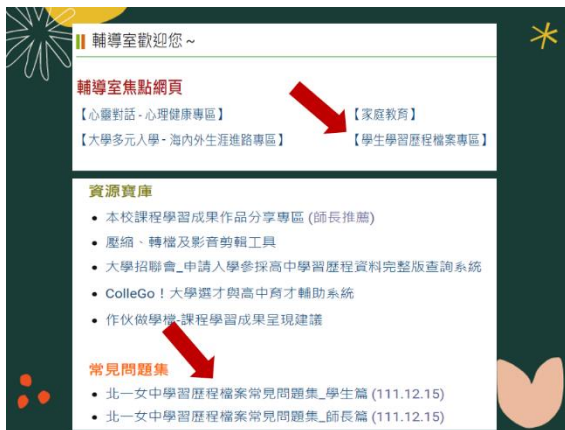 輔導室歡迎您～
輔導室焦點網頁
【心靈對話-心理健康專區】 【家庭教育】
【大學多元入學-海內外生涯進路專區】 【學生學習歷程檔案專區】
資源寶庫
• 本校課程學習成果作品分享專區 (師長推薦)
• 壓縮、轉檔及影音剪輯工具
• 大學招聯會_申請入學參採高中學習歷程資料完整版查詢系統
• ColleGo！大學選才與高中育才輔助系統
• 作伙做學檔-課程學習成果呈現建議
常見問題集
• 北一女中學習歷程檔案常見問題集_學生篇 (111.12.15)
• 北一女中學習歷程檔案常見問題集_師長篇 (111.12.15)